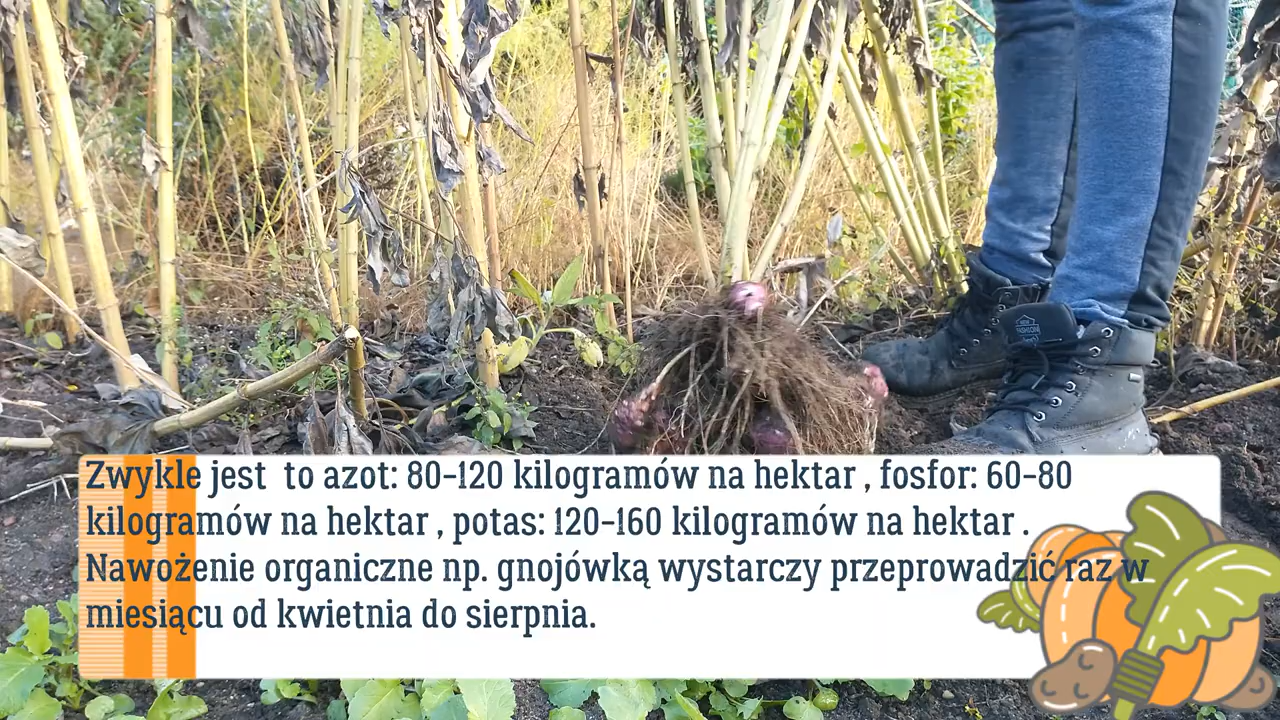 Zwykle jest  to azot: 80-120 kilogramów na hektar , fosfor: 60-80
kilogramów na hektar , potas: 120-160 kilogramów na hektar .
Nawożenie organiczne np. gnojówką wystarczy przeprowadzić raz w
miesiącu od kwietnia do sierpnia.
FASHION